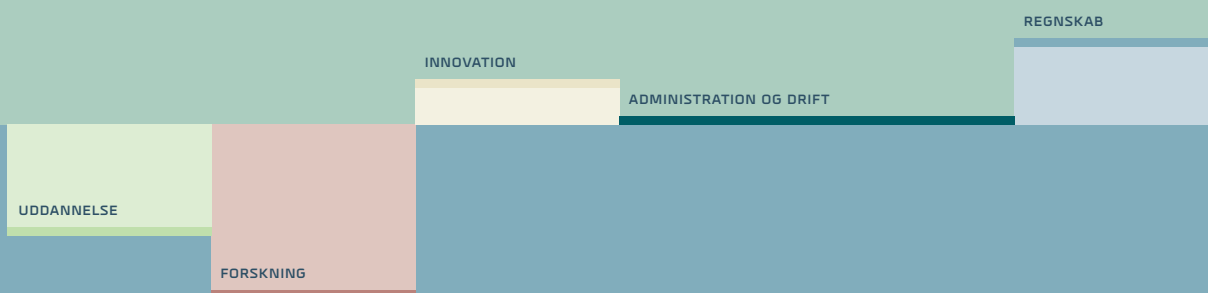 REGNSKAB
INNOVATION
ADMINISTRATION OG DRIFT
UDDANNELSE
FORSKNING